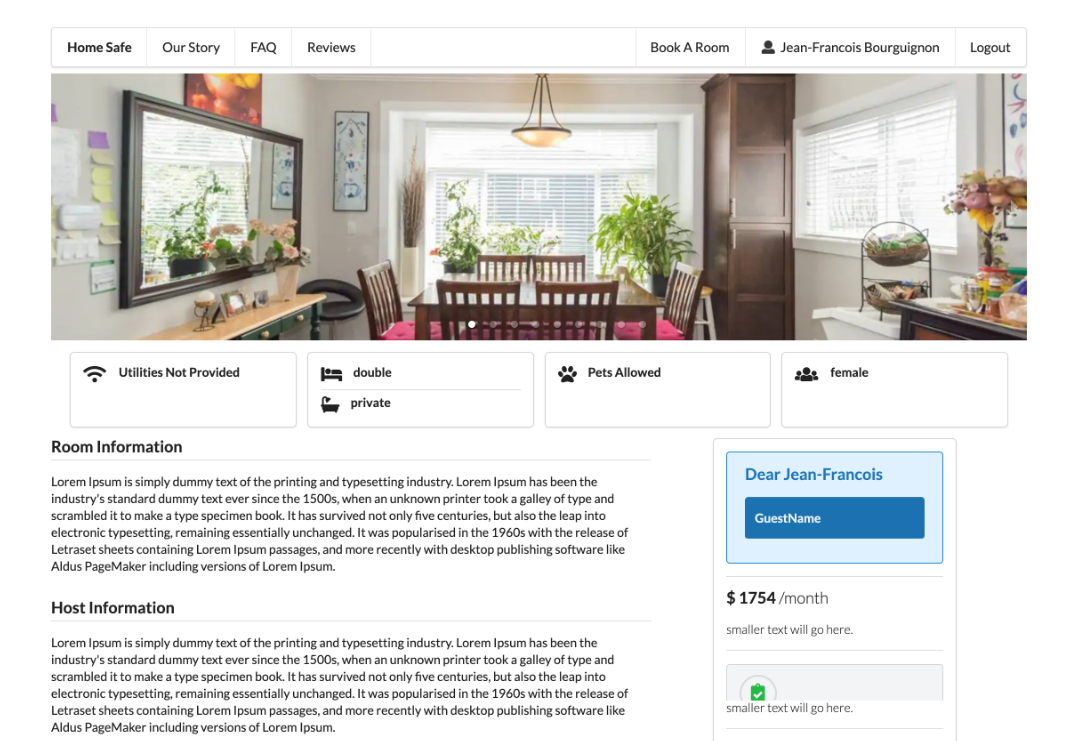 Home Safe
Our Story
FAQ
Reviews
Book A Room
Jean-Francois Bourguignon
Logout
Utilities Not Provided
double
private
Pets Allowed
female
Room Information
Lorem Ipsum is simply dummy text of the printing and typesetting industry. Lorem Ipsum has been the
industry's standard dummy text ever since the 1500s, when an unknown printer took a galley of type and
scrambled it to make a type specimen book. It has survived not only five centuries, but also the leap into
electronic typesetting, remaining essentially unchanged. It was popularised in the 1960s with the release of
Letraset sheets containing Lorem Ipsum passages, and more recently with desktop publishing software like
Aldus PageMaker including versions of Lorem Ipsum.
Host Information
Lorem Ipsum is simply dummy text of the printing and typesetting industry. Lorem Ipsum has been the
industry's standard dummy text ever since the 1500s, when an unknown printer took a galley of type and
scrambled it to make a type specimen book. It has survived not only five centuries, but also the leap into
electronic typesetting, remaining essentially unchanged. It was popularised in the 1960s with the release of
Letraset sheets containing Lorem Ipsum passages, and more recently with desktop publishing software like
Aldus PageMaker including versions of Lorem Ipsum.
Dear Jean-Francois
GuestName
$ 1754 /month
smaller text will go here.
smaller text will go here.